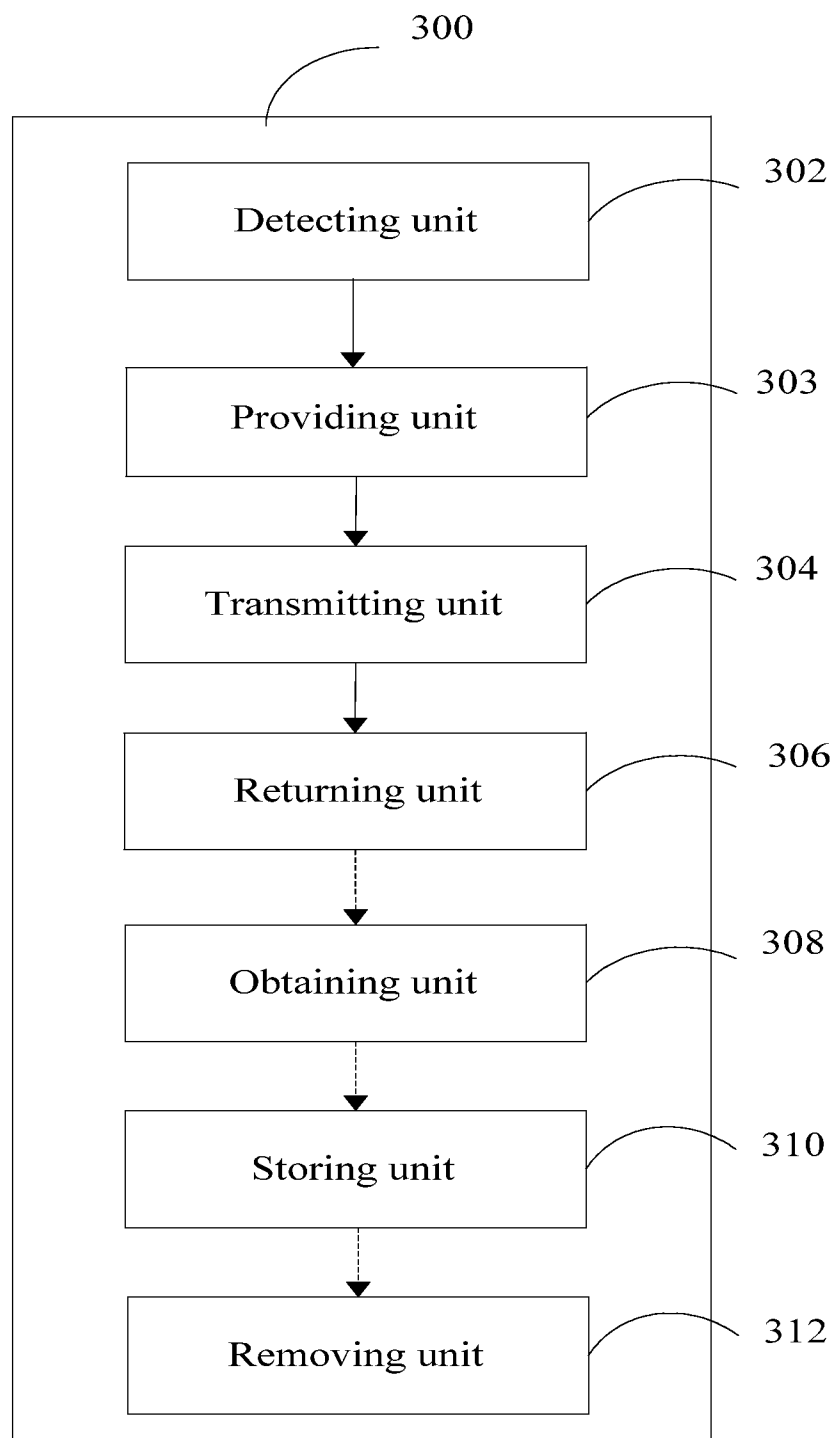 300
Detecting unit
302
Providing unit
303
Transmitting unit
304
Returning unit
306
Obtaining unit
308
Storing unit
310
Removing unit
312